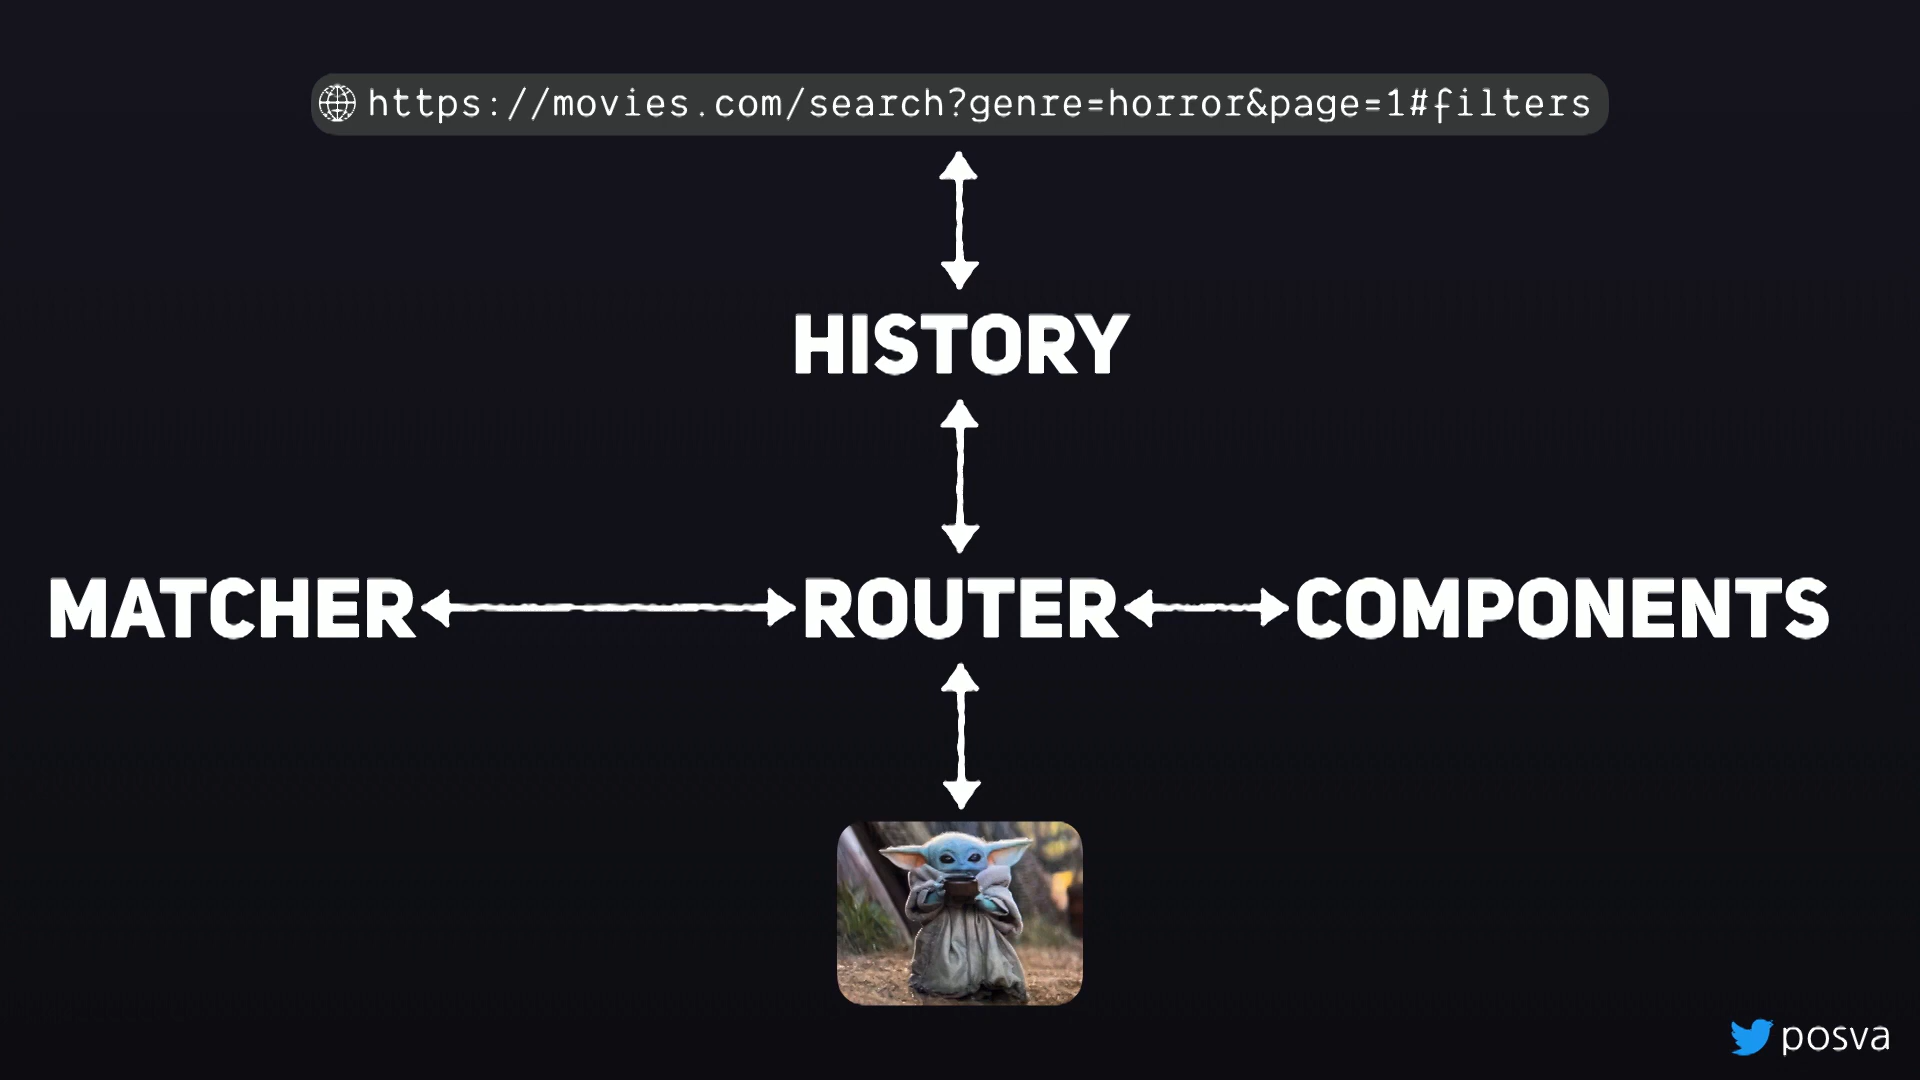 https://movies.com/search?genre=horror&page=1#filters
HISTORY
MATCHER ROUTER COMPONENTS
posva